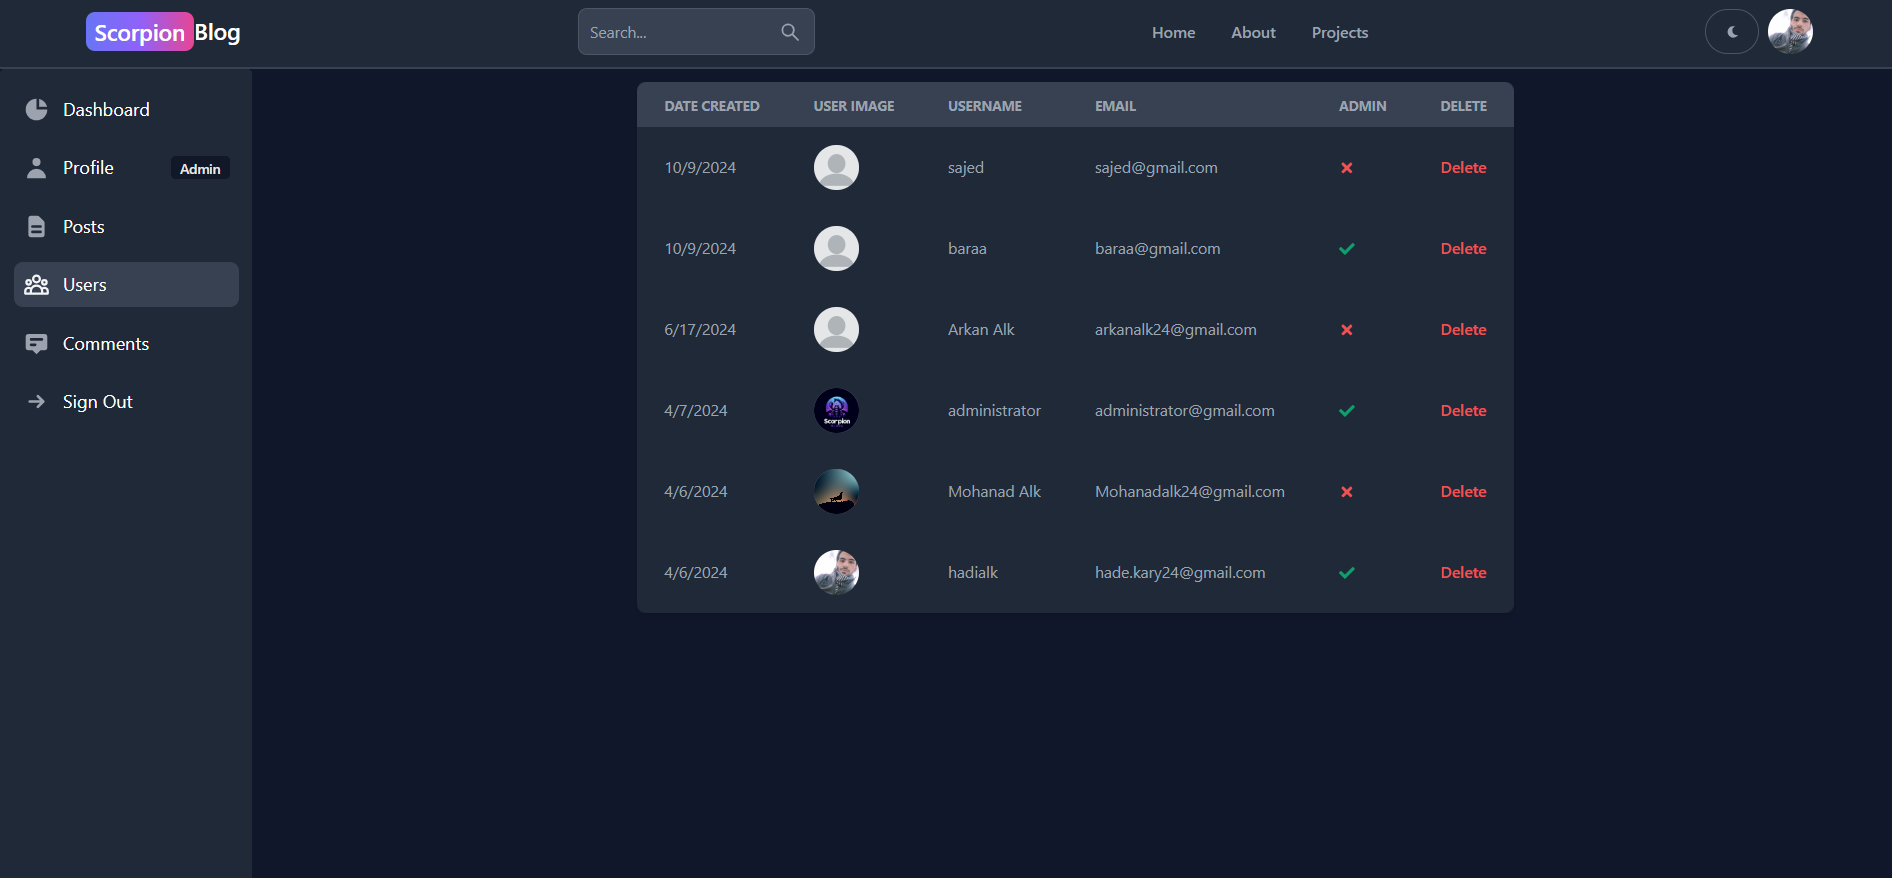 Scorpion Blog
Search...
Home About Projects
Dashboard
Profile Admin
Posts
Users
Comments
Sign Out
DATE CREATED USER IMAGE USERNAME EMAIL ADMIN DELETE
10/9/2024 sajed sajed@gmail.com Delete
10/9/2024 baraa baraa@gmail.com Delete
6/17/2024 Arkan Alk arkanalk24@gmail.com Delete
4/7/2024 Scorpion administrator administrator@gmail.com Delete
4/6/2024 Mohanad Alk Mohanadalk24@gmail.com Delete
4/6/2024 hadialk hade.kary24@gmail.com Delete